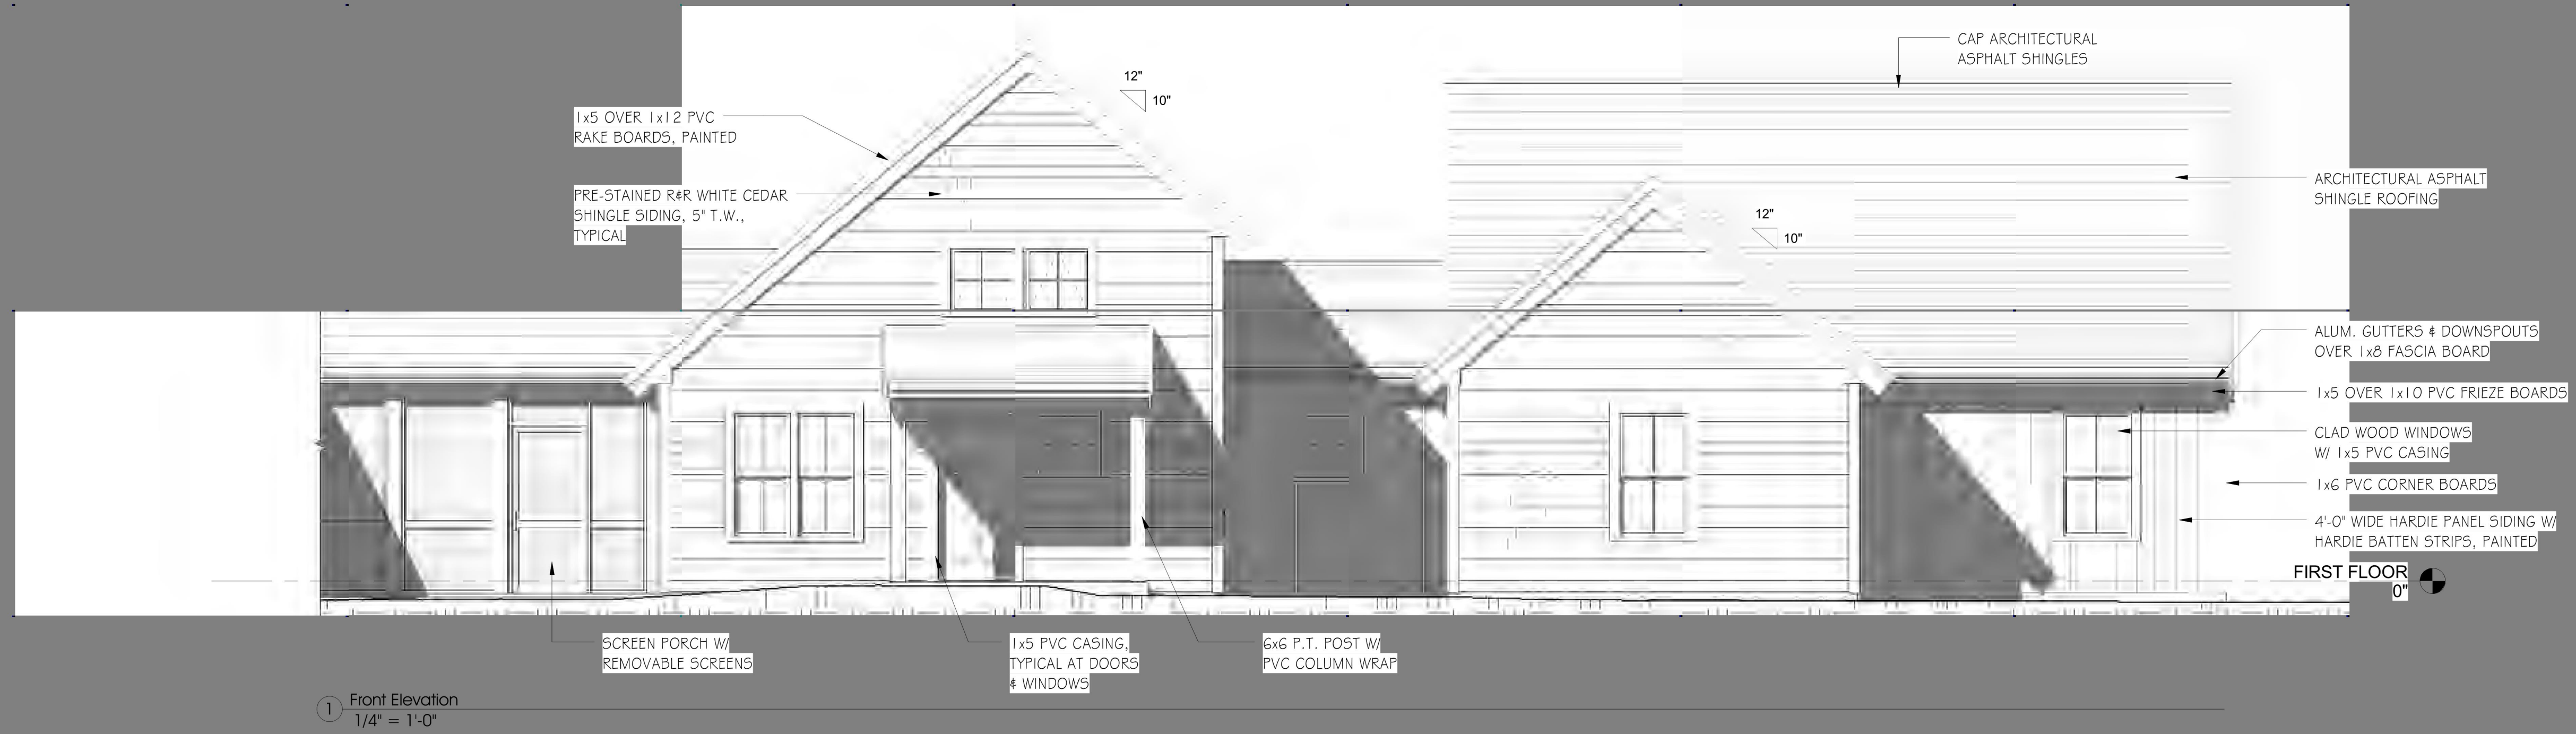 CAP ARCHITECTURAL
ASPHALT SHINGLES
12"
10"
1x5 OVER 1x12 PVC
RAKE BOARDS, PAINTED
PRE-STAINED R&R WHITE CEDAR
SHINGLE SIDING, 5" T.W.,
TYPICAL
12"
10"
ARCHITECTURAL ASPHALT
SHINGLE ROOFING
ALUM. GUTTERS & DOWNSPOUTS
OVER 1x8 FASCIA BOARD
1x5 OVER 1x10 PVC FRIEZE BOARDS
CLAD WOOD WINDOWS
W/ 1x5 PVC CASING
1x6 PVC CORNER BOARDS
4'-0" WIDE HARDIE PANEL SIDING W/
HARDIE BATTEN STRIPS, PAINTED
FIRST FLOOR
0"
SCREEN PORCH W/
REMOVABLE SCREENS
1x5 PVC CASING,
TYPICAL AT DOORS
& WINDOWS
6x6 P.T. POST W/
PVC COLUMN WRAP
1 Front Elevation
1/4" = 1'-0"